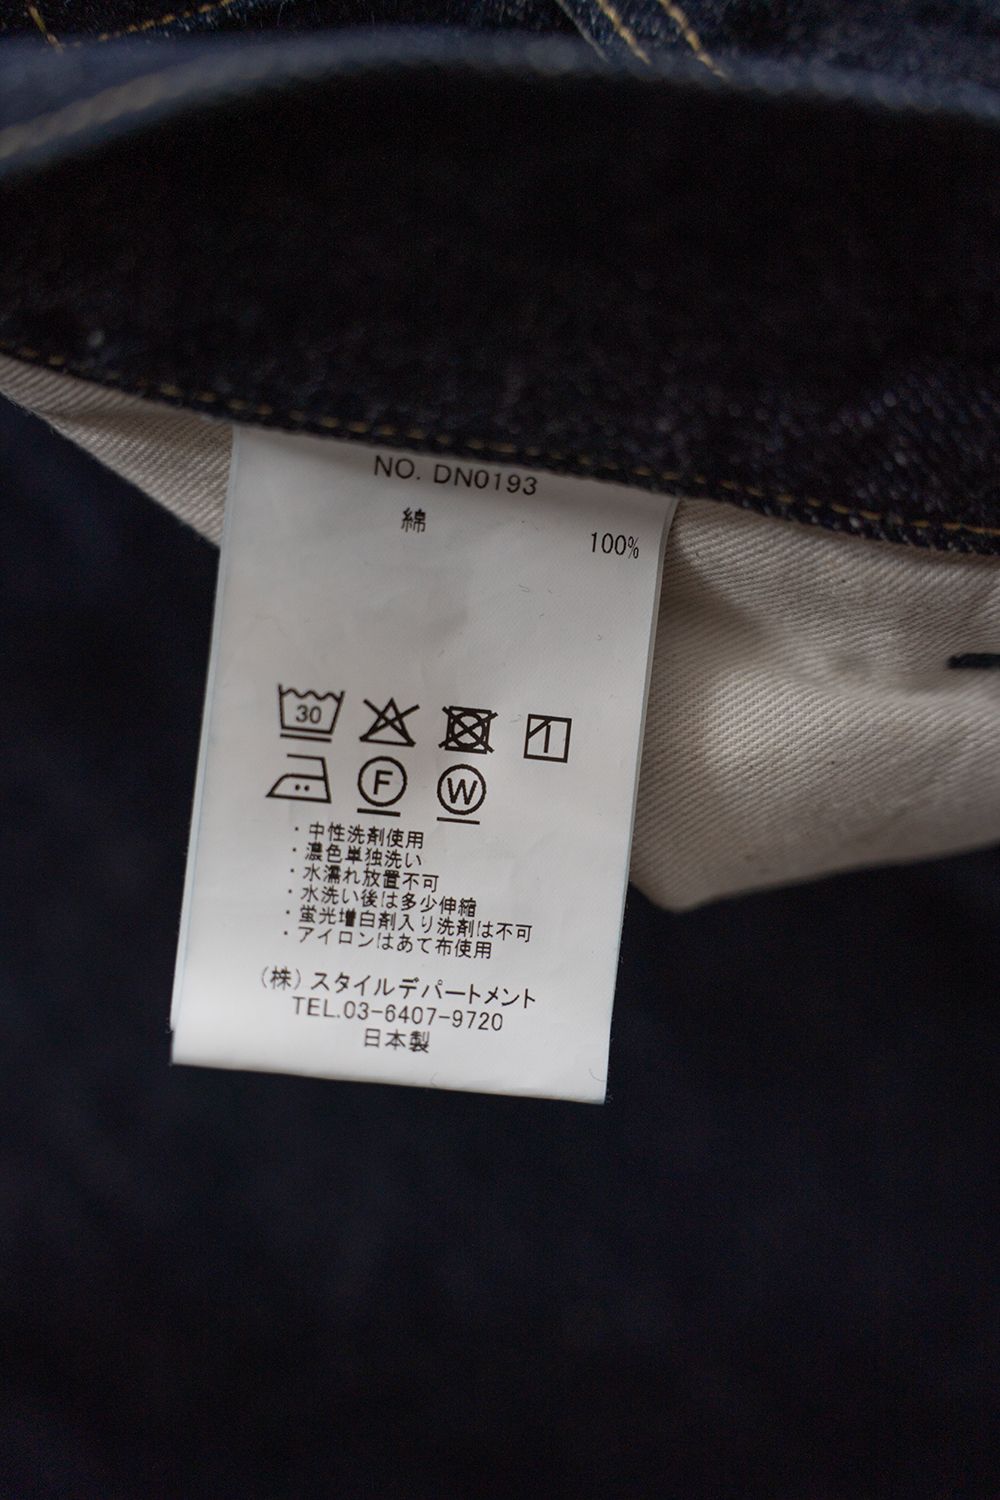 NO. DN0193
綿 100%
30
F W
・中性洗剤使用
・濃色単独洗い
・水濡れ放置不可
・水洗い後は多少伸縮
・蛍光増白剤入り洗剤は不可
・アイロンはあて布使用
(株)スタイルデパートメント
TEL.03-6407-9720
日本製